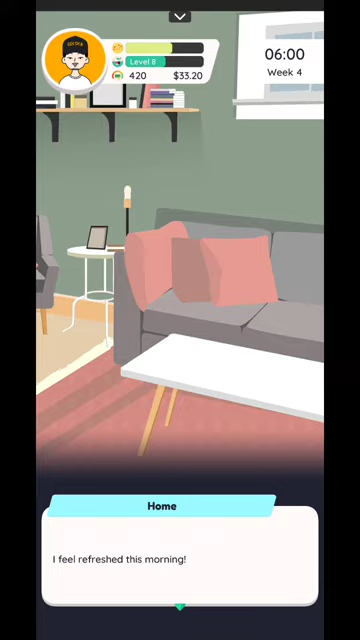 06:00
Week 4
Level 8
420 $33.20
Home
I feel refreshed this morning!